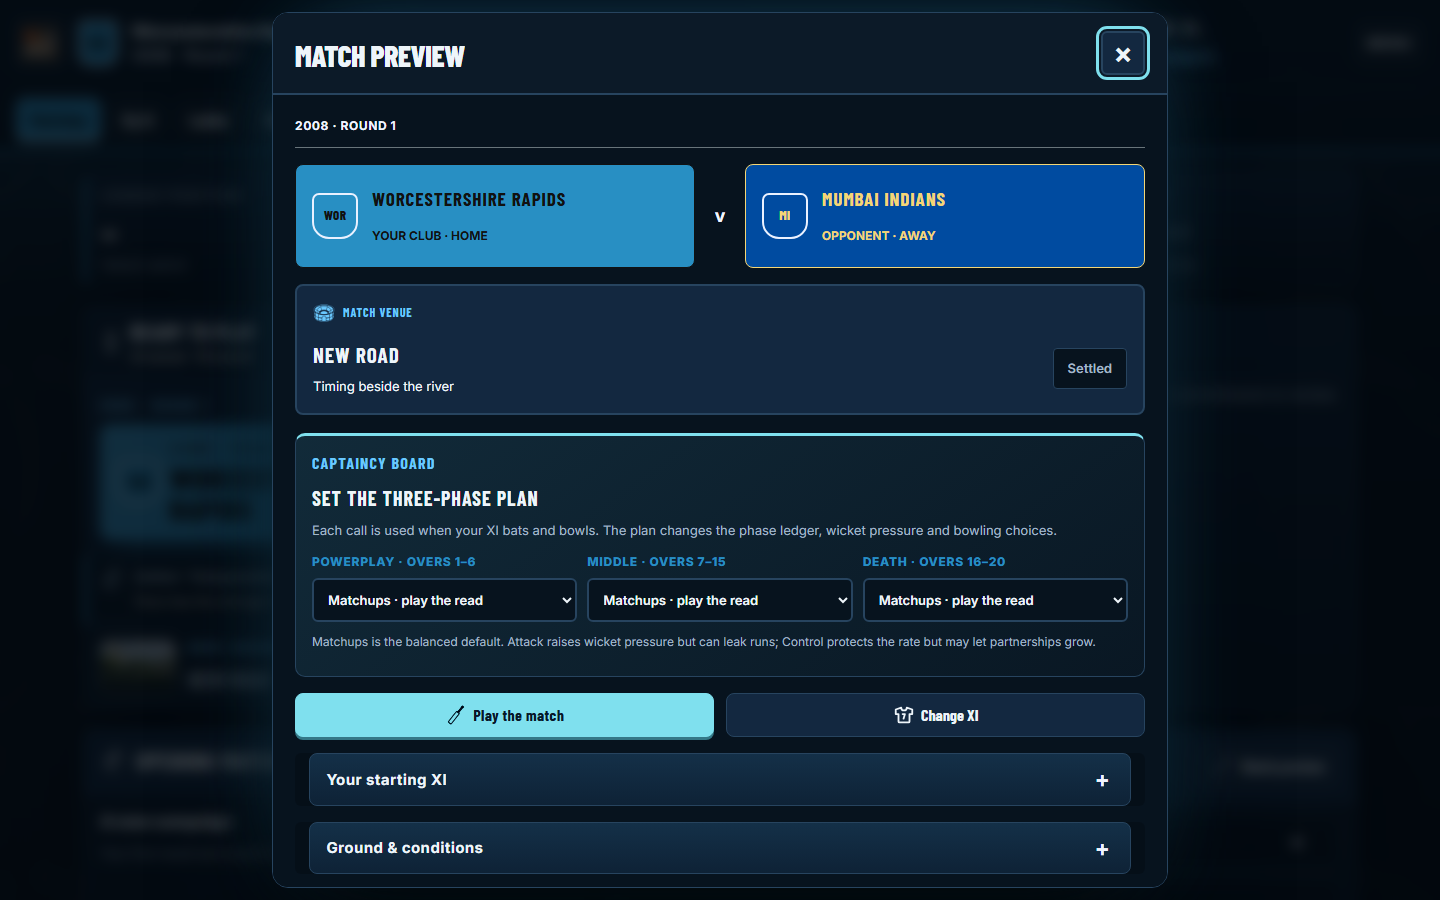 MATCH PREVIEW
2008 · ROUND 1
WOR
WORCESTERSHIRE RAPIDS
YOUR CLUB · HOME
V
MI
MUMBAI INDIANS
OPPONENT · AWAY
MATCH VENUE
NEW ROAD
Timing beside the river
Settled
CAPTAINCY BOARD
SET THE THREE-PHASE PLAN
Each call is used when your XI bats and bowls. The plan changes the phase ledger, wicket pressure and bowling choices.
POWERPLAY · OVERS 1–6
MIDDLE · OVERS 7–15
DEATH · OVERS 16–20
Matchups · play the read
Matchups · play the read
Matchups · play the read
Matchups is the balanced default. Attack raises wicket pressure but can leak runs; Control protects the rate but may let partnerships grow.
Play the match
7
Change XI
Your starting XI
Ground & conditions